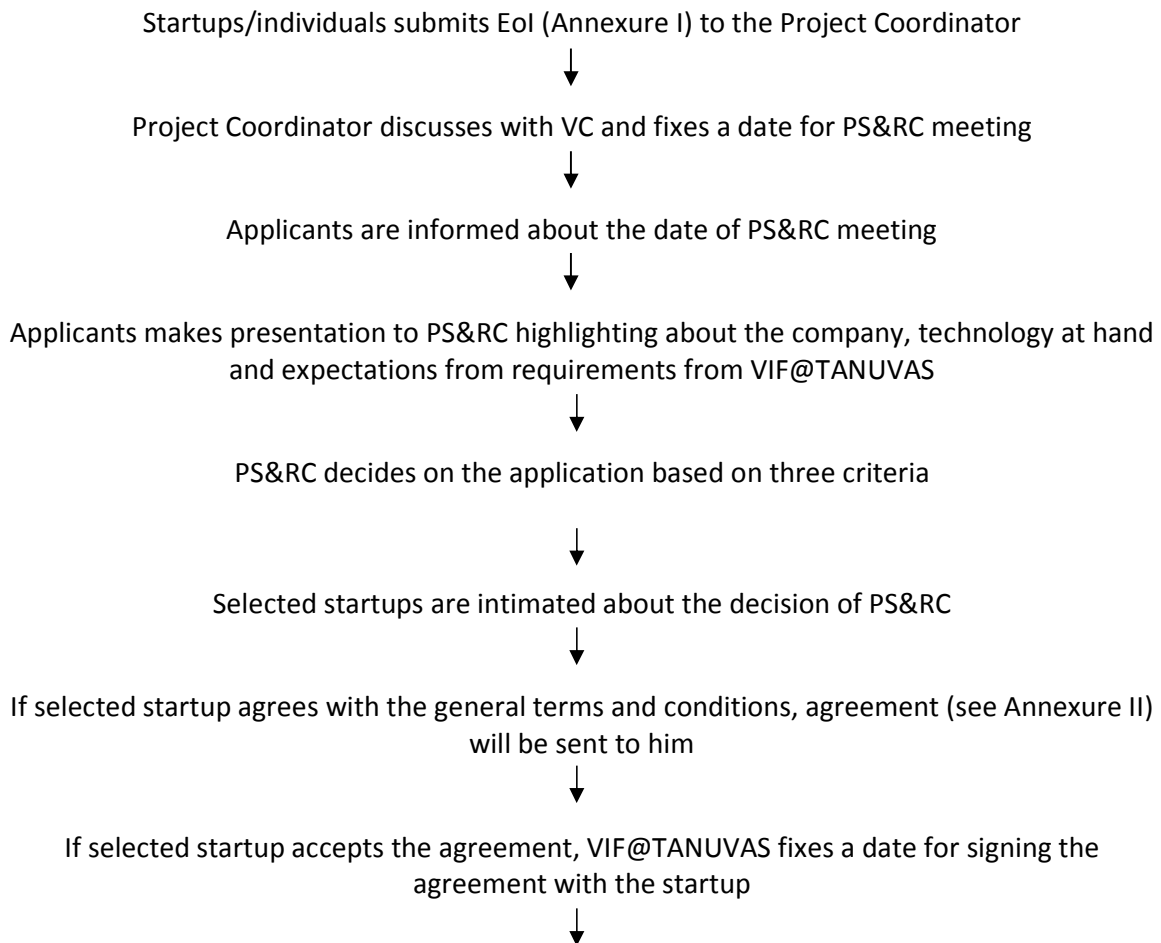 Startups/individuals submits EoI (Annexure I) to the Project Coordinator
Project Coordinator discusses with VC and fixes a date for PS&RC meeting
Applicants are informed about the date of PS&RC meeting
Applicants makes presentation to PS&RC highlighting about the company, technology at hand
and expectations from requirements from VIF@TANUVAS
PS&RC decides on the application based on three criteria
Selected startups are intimated about the decision of PS&RC
If selected startup agrees with the general terms and conditions, agreement (see Annexure II)
will be sent to him
If selected startup accepts the agreement, VIF@TANUVAS fixes a date for signing the
agreement with the startup